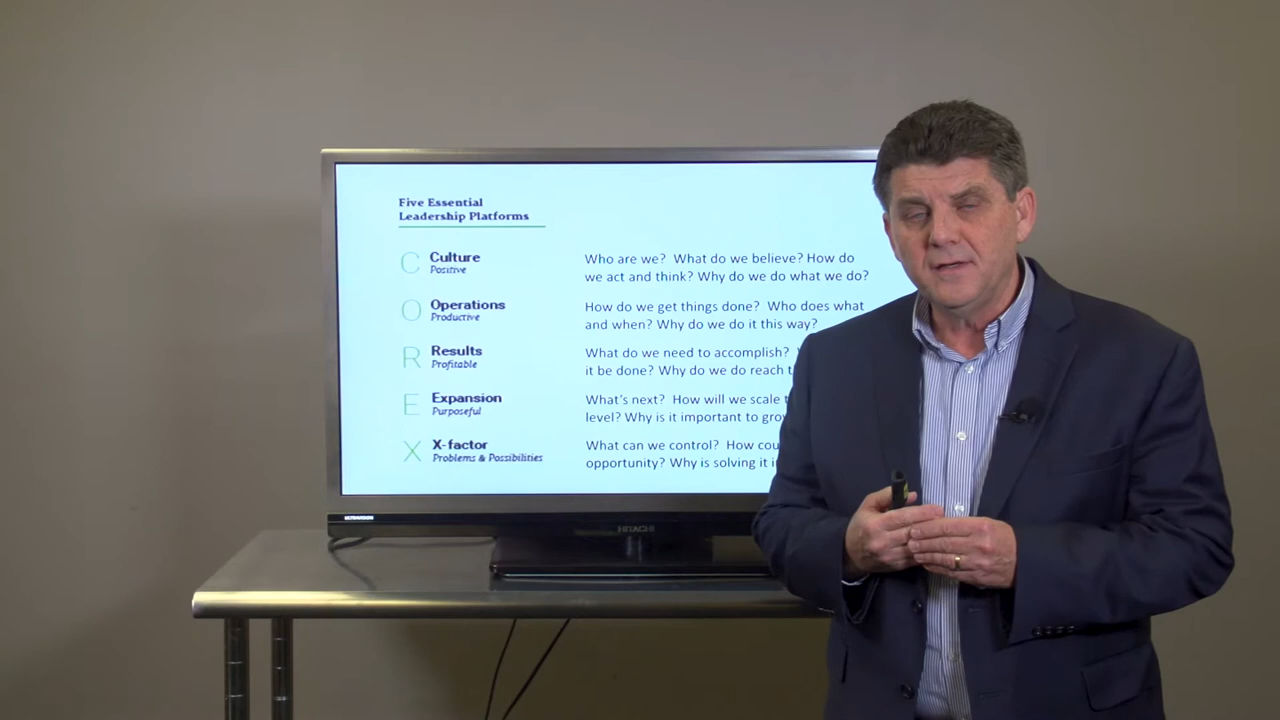 Five Essential
Leadership Platforms
C Culture
Positive
Who are we? What do we believe? How do
we act and think? Why do we do what we do?
O Operations
Productive
How do we get things done? Who does what
and when? Why do we do it this way?
R Results
Profitable
What do we need to accomplish?
it be done? Why do we do reach
E Expansion
Purposeful
What's next? How will we scale
level? Why is it important to
X X-factor
Problems & Possibilities
What can we control? How
opportunity? Why is solving it
ULTRAVISION
HITACHI